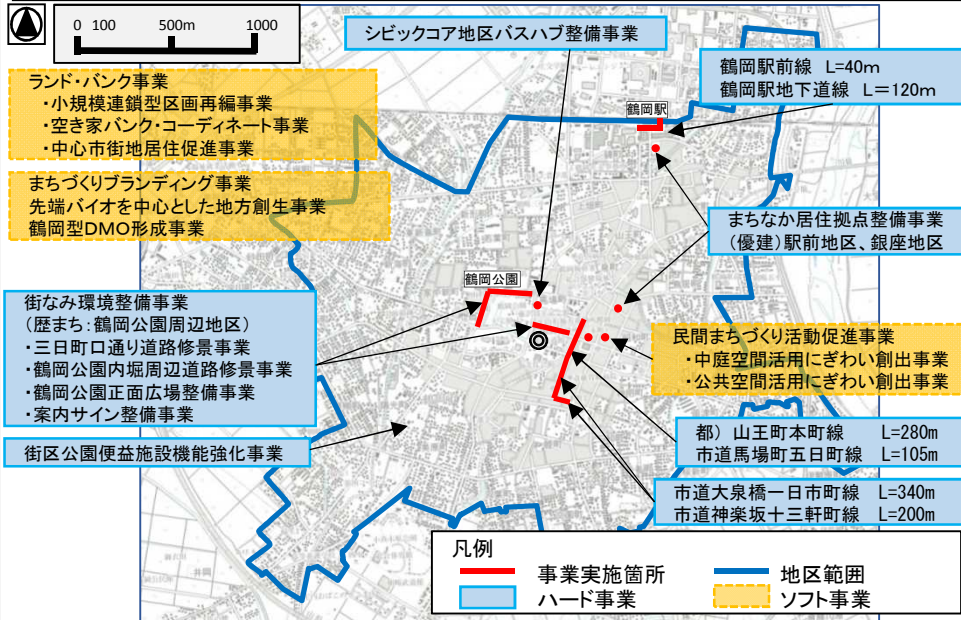 0 100 500m 1000
シビックコア地区バスハブ整備事業
鶴岡駅前線 L=40m
鶴岡駅地下道線 L=120m
ランド・バンク事業
・小規模連鎖型区画再編事業
・空き家バンク・コーディネート事業
・中心市街地居住促進事業
鶴岡駅
まちづくりブランディング事業
先端バイオを中心とした地方創生事業
鶴岡型DMO形成事業
まちなか居住拠点整備事業
(優建)駅前地区、銀座地区
鶴岡公園
街なみ環境整備事業
(歴まち:鶴岡公園周辺地区)
・三日町口通り道路修景事業
・鶴岡公園内堀周辺道路修景事業
・鶴岡公園正面広場整備事業
・案内サイン整備事業
民間まちづくり活動促進事業
・中庭空間活用にぎわい創出事業
・公共空間活用にぎわい創出事業
街区公園便益施設機能強化事業
都)山王町本町線 L=280m
市道馬場町五日町線 L=105m
市道大泉橋一日市町線 L=340m
市道神楽坂十三軒町線 L=200m
凡例
事業実施箇所 地区範囲
ハード事業 ソフト事業